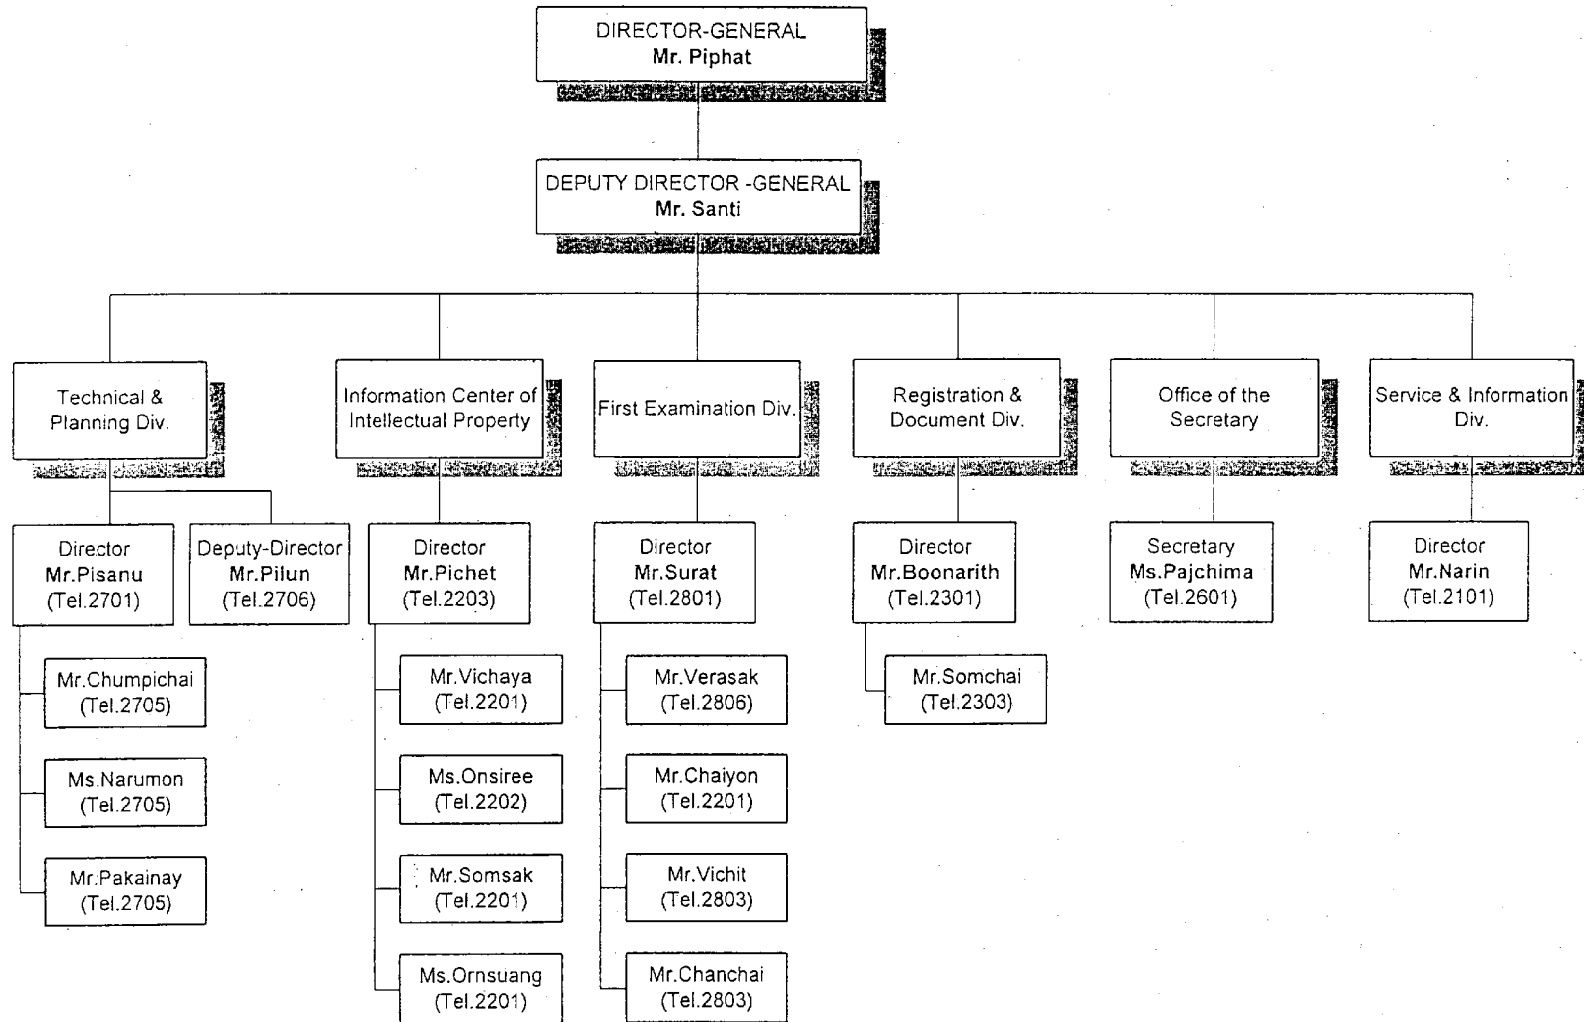 DIRECTOR-GENERAL
Mr. Piphat
DEPUTY DIRECTOR -GENERAL
Mr. Santi
Technical &
Planning Div.
Information Center of
Intellectual Property
First Examination Div.
Registration &
Document Div.
Office of the
Secretary
Service & Information
Div.
Director
Mr.Pisanu
(Tel.2701)
Deputy-Director
Mr.Pilun
(Tel.2706)
Director
Mr.Pichet
(Tel.2203)
Director
Mr.Surat
(Tel.2801)
Director
Mr.Boonarith
(Tel.2301)
Secretary
Ms.Pajchima
(Tel.2601)
Director
Mr.Narin
(Tel.2101)
Mr.Chumpichai
(Tel.2705)
Ms.Narumon
(Tel.2705)
Mr.Pakainay
(Tel.2705)
Mr.Vichaya
(Tel.2201)
Ms.Onsiree
(Tel.2202)
Mr.Somsak
(Tel.2201)
Ms.Ornsuang
(Tel.2201)
Mr.Verasak
(Tel.2806)
Mr.Chaiyon
(Tel.2201)
Mr.Vichit
(Tel.2803)
Mr.Chanchai
(Tel.2803)
Mr.Somchai
(Tel.2303)